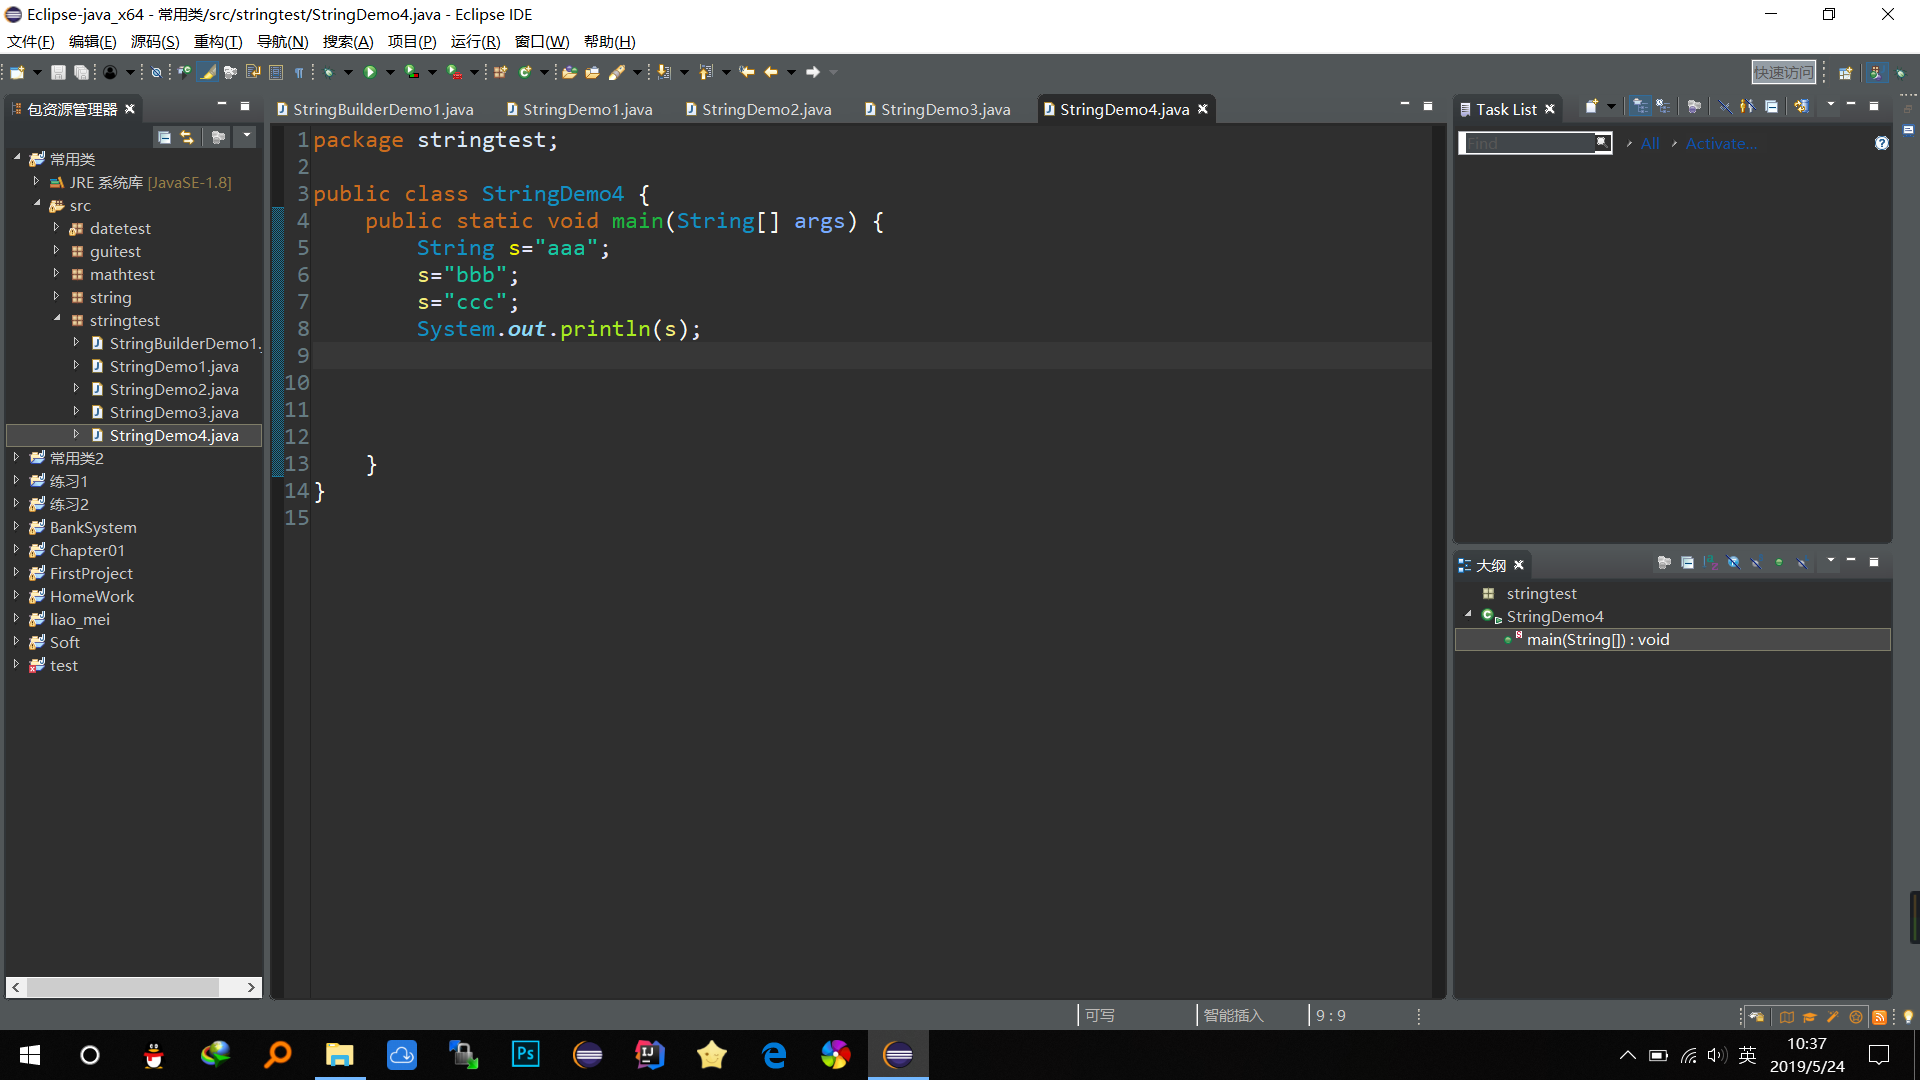 Eclipse-java_x64 - 常用类/src/stringtest/StringDemo4.java - Eclipse IDE
文件(F) 编辑(E) 源码(S) 重构(T) 导航(N) 搜索(A) 项目(P) 运行(R) 窗口(W) 帮助(H)
快速访问
包资源管理器
常用类
JRE 系统库 [JavaSE-1.8]
src
datetest
guitest
mathtest
string
stringtest
StringBuilderDemo1.
StringDemo1.java
StringDemo2.java
StringDemo3.java
StringDemo4.java
常用类2
练习1
练习2
BankSystem
Chapter01
FirstProject
HomeWork
liao_mei
Soft
test
StringBuilderDemo1.java StringDemo1.java StringDemo2.java StringDemo3.java StringDemo4.java
1 package stringtest;
2
3 public class StringDemo4 {
4 public static void main(String[] args) {
5 String s="aaa";
6 s="bbb";
7 s="ccc";
8 System.out.println(s);
9
10
11
12
13 }
14 }
15
Task List
Find All Activate...
大纲
stringtest
StringDemo4
main(String[]) : void
可写 智能插入 9 : 9
Ps
IJ
英
10:37
2019/5/24